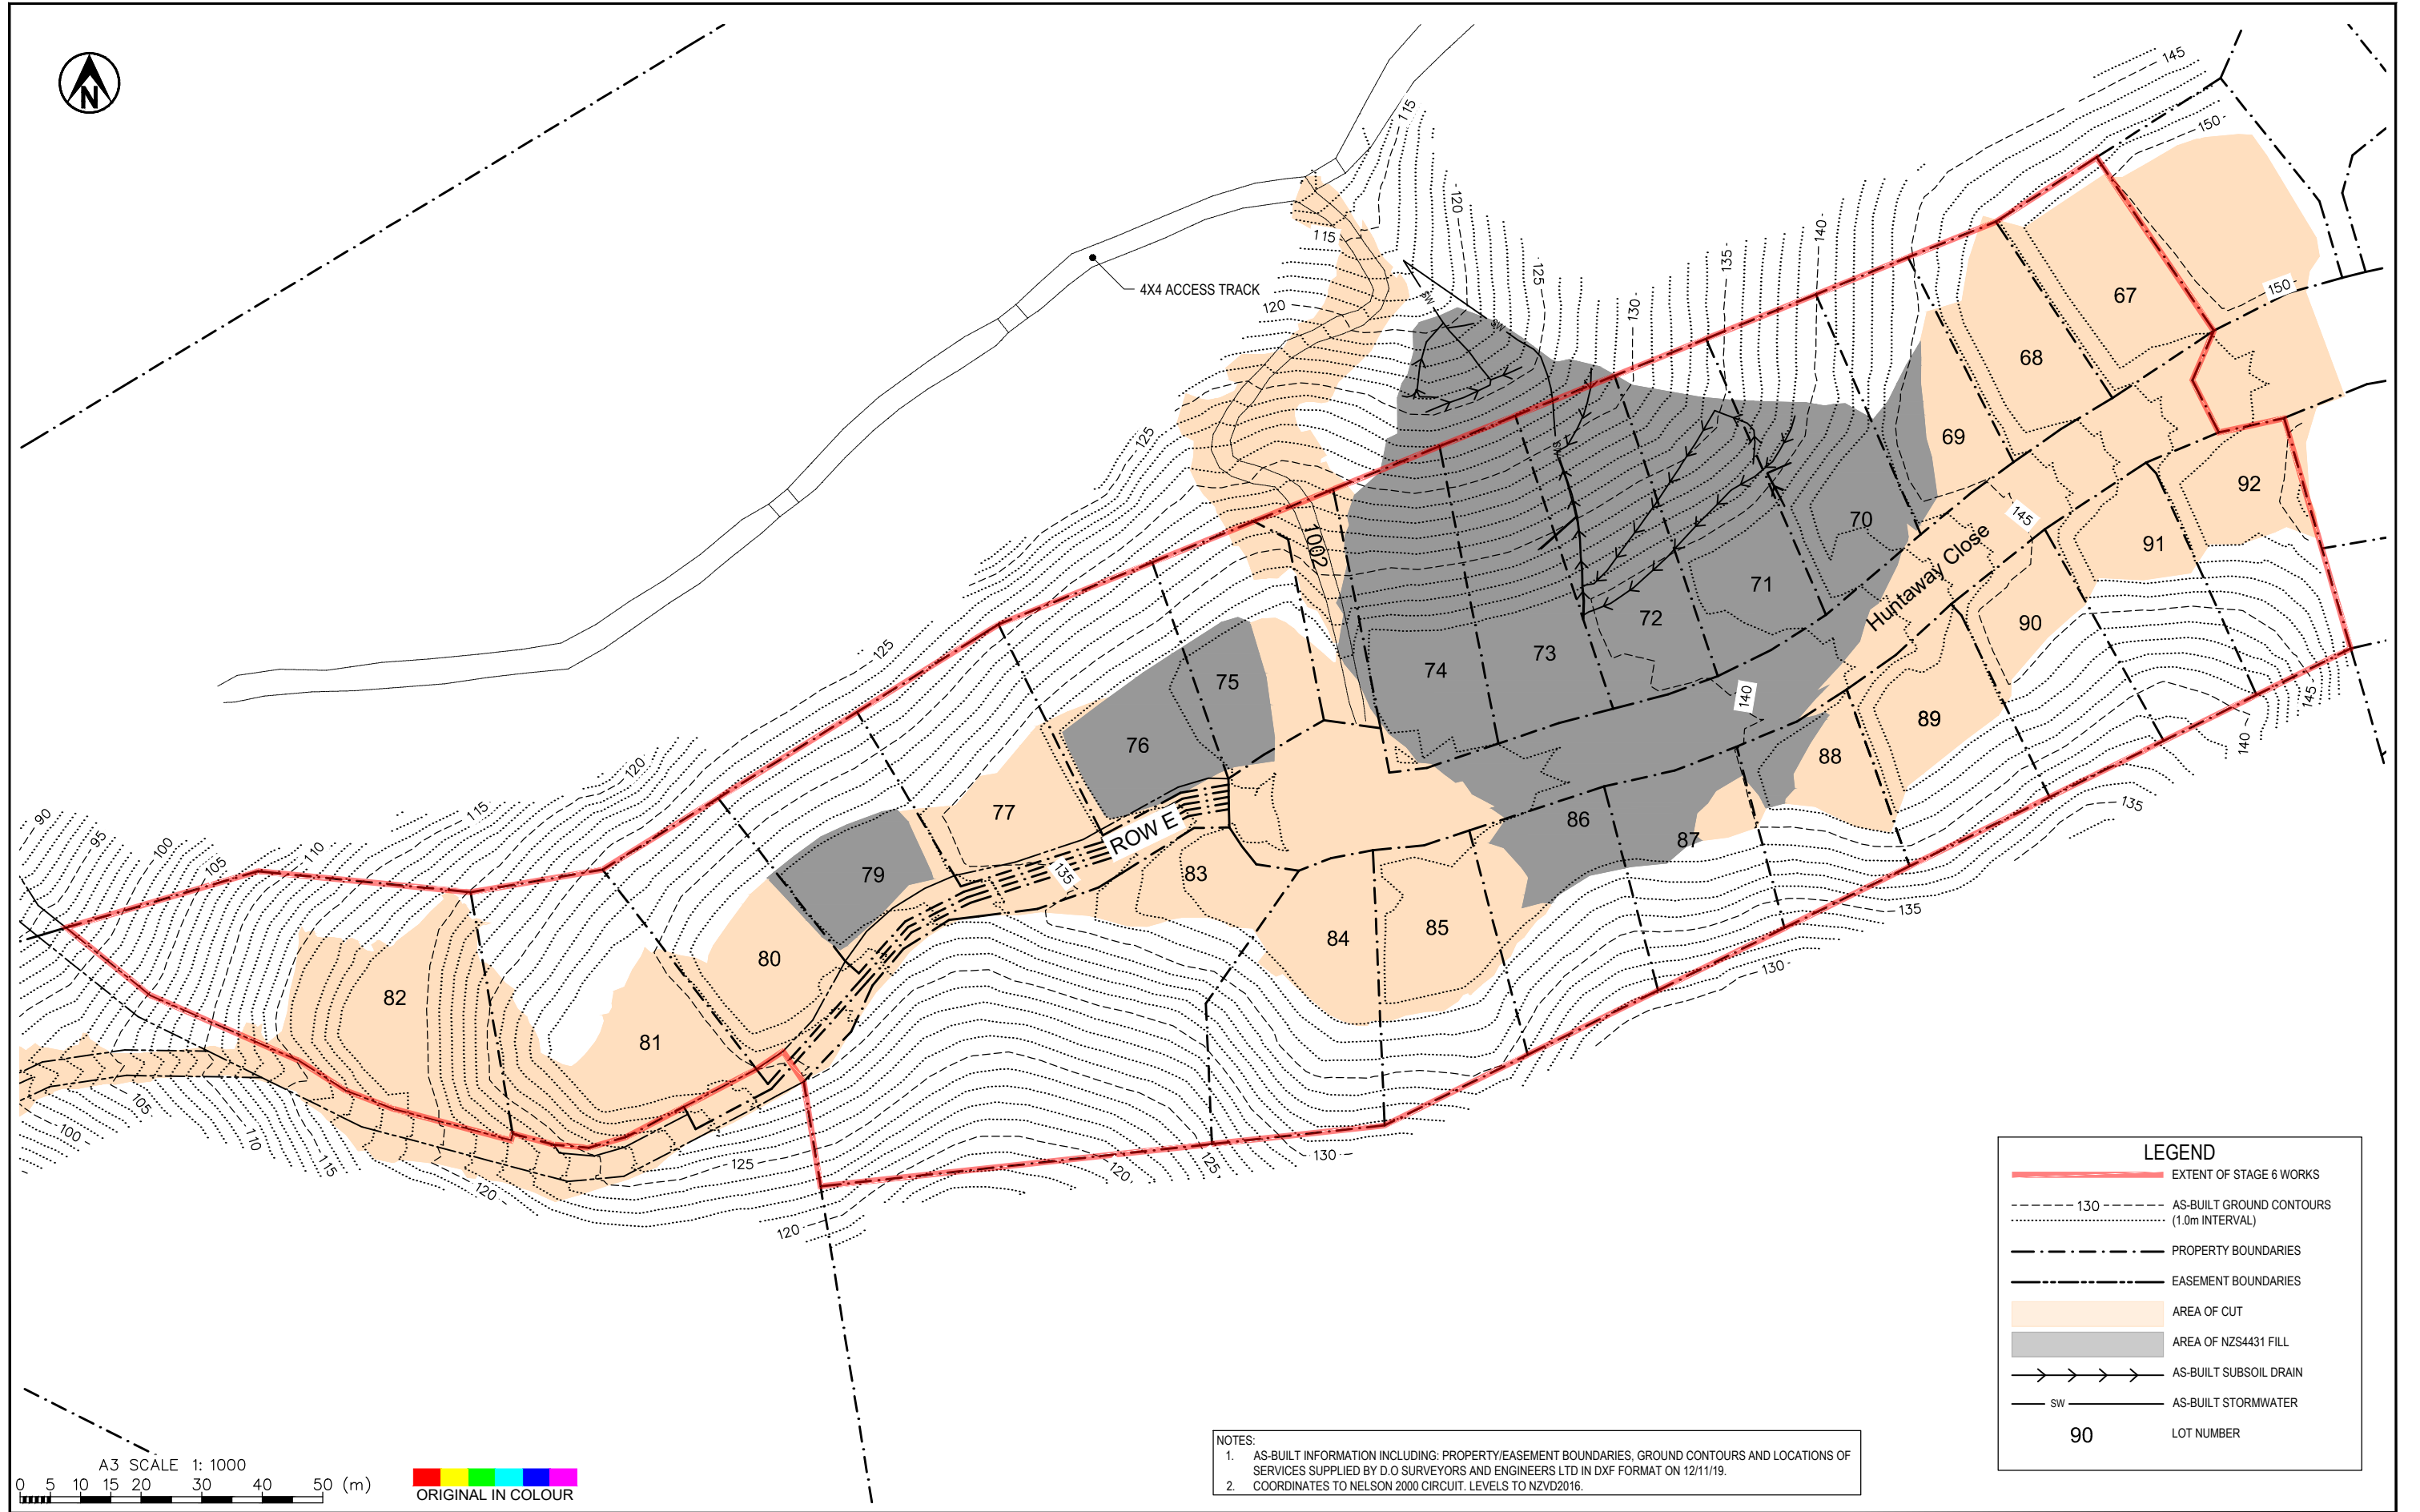 N
145
150
115
120
140
135
125
115
130
4X4 ACCESS TRACK
67
150
120
68
69
125
92
145
70
1002
91
Huntaway Close
71
72
90
73
125
74
75
140
145
89
76
140
120
88
77
135
115
86
90
ROW E
87
95
100
110
105
135
83
79
135
85
84
80
130
82
81
105
100
110
115
125
130
120
125
120
120
SW
SW
SW
LEGEND
EXTENT OF STAGE 6 WORKS
130 AS-BUILT GROUND CONTOURS
(1.0m INTERVAL)
PROPERTY BOUNDARIES
EASEMENT BOUNDARIES
AREA OF CUT
AREA OF NZS4431 FILL
AS-BUILT SUBSOIL DRAIN
SW AS-BUILT STORMWATER
90 LOT NUMBER
NOTES:
1. AS-BUILT INFORMATION INCLUDING: PROPERTY/EASEMENT BOUNDARIES, GROUND CONTOURS AND LOCATIONS OF
SERVICES SUPPLIED BY D.O SURVEYORS AND ENGINEERS LTD IN DXF FORMAT ON 12/11/19.
2. COORDINATES TO NELSON 2000 CIRCUIT. LEVELS TO NZVD2016.
A3 SCALE 1: 1000
0 5 10 15 20 30 40 50 (m)
ORIGINAL IN COLOUR